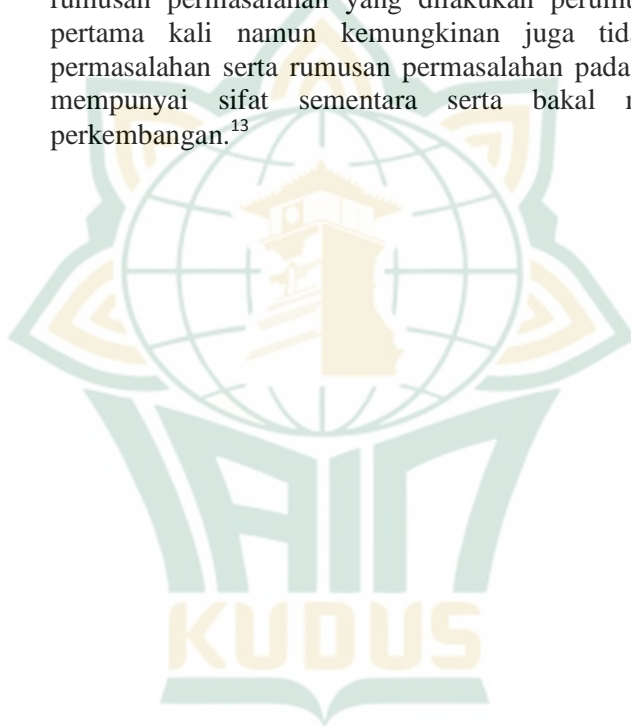 rumusan permasalahan yang dilakukan
pertama kali namun kemungkinan juga
permasalahan serta rumusan permasalahan pada
mempunyai sifat sementara serta bakal
perkembangan.13
IAIN
KUDUS